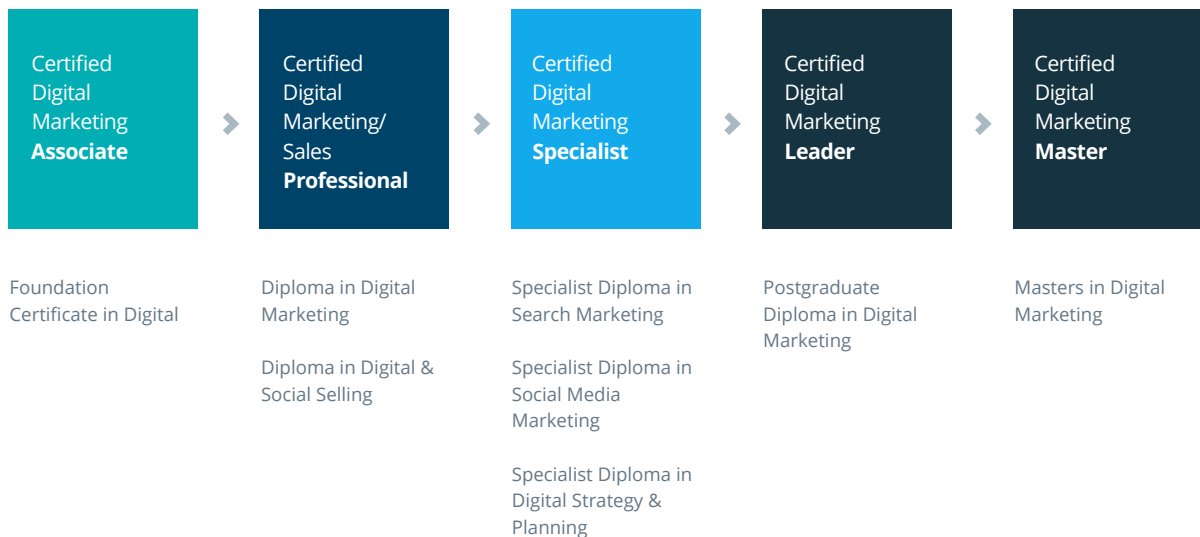 Certified
Digital
Marketing
Associate
Certified
Digital
Marketing/
Sales
Professional
Certified
Digital
Marketing
Specialist
Certified
Digital
Marketing
Leader
Certified
Digital
Marketing
Master
Foundation
Certificate in Digital
Diploma in Digital
Marketing
Diploma in Digital &
Social Selling
Specialist Diploma in
Search Marketing
Specialist Diploma in
Social Media
Marketing
Specialist Diploma in
Digital Strategy &
Planning
Postgraduate
Diploma in Digital
Marketing
Masters in Digital
Marketing